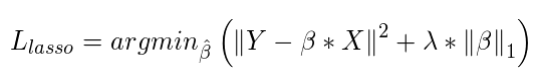 L_{lasso} = argmin_{\hat{\beta}} \left( \|Y - \beta * X\|^2 + \lambda * \|\beta\|_1 \right)